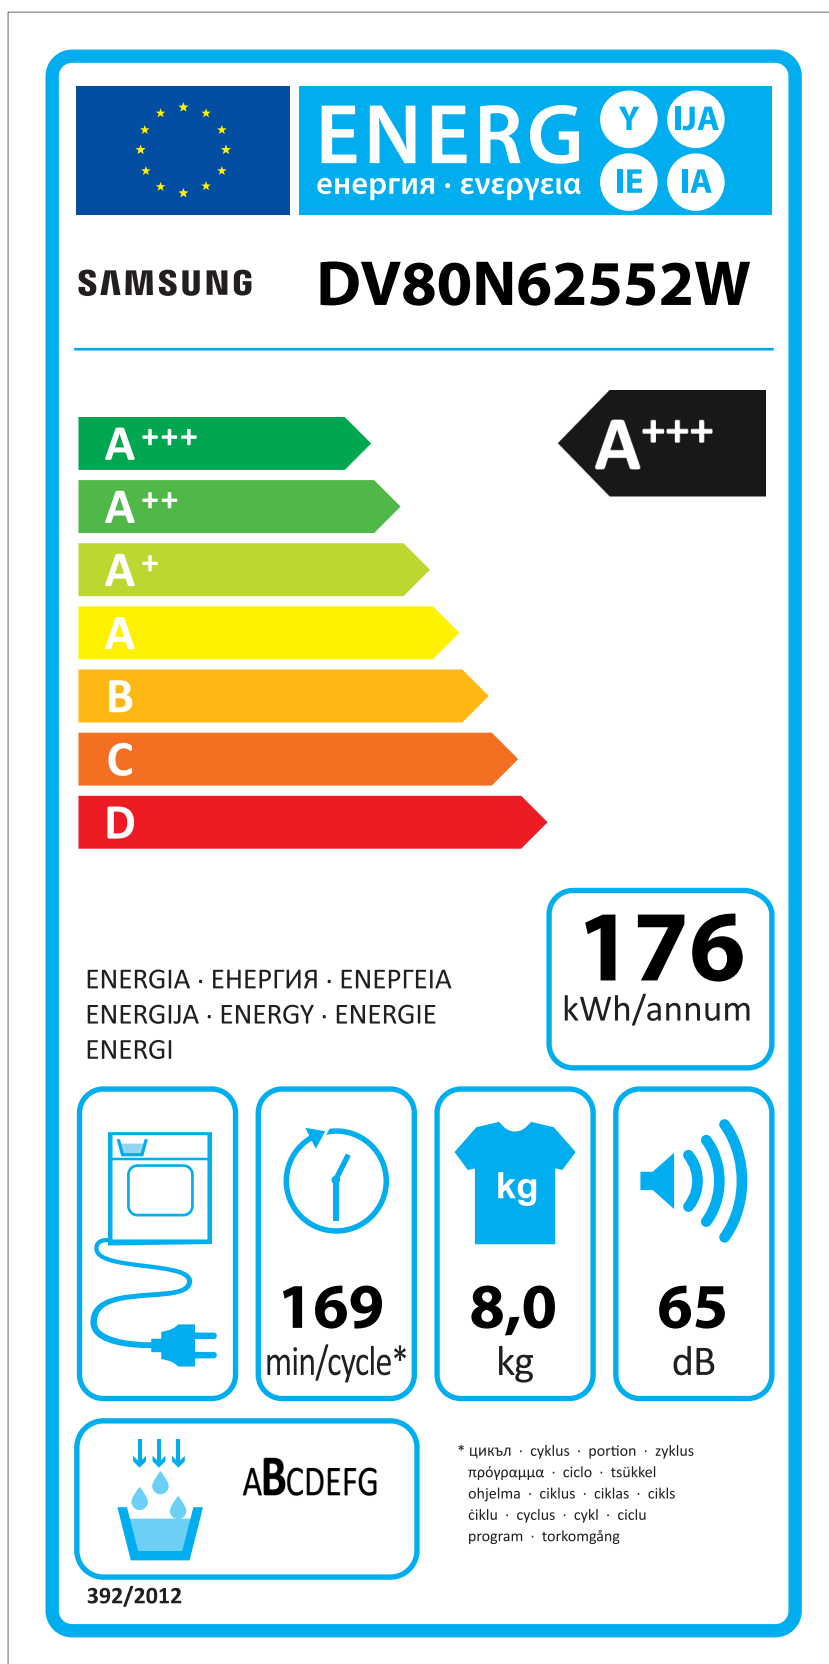 ENERG Y IJA
енергия · ενεργεια IE IA
SAMSUNG DV80N62552W
A+++ A+++
A++
A+
A
B
C
D
176
kWh/annum
ENERGIA · ЕНЕРГИЯ · ΕΝΕΡΓΕΙΑ
ENERGIJA · ENERGY · ENERGIE
ENERGI
kg
169 8,0 65
min/cycle* kg dB
ABCDEFG
* цикъл · cyklus · portion · zyklus
πρόγραμμα · ciclo · tsükkel
ohjelma · ciklus · ciklas · cikls
ċiklu · cyclus · cykl · ciclu
program · torkomgång
392/2012